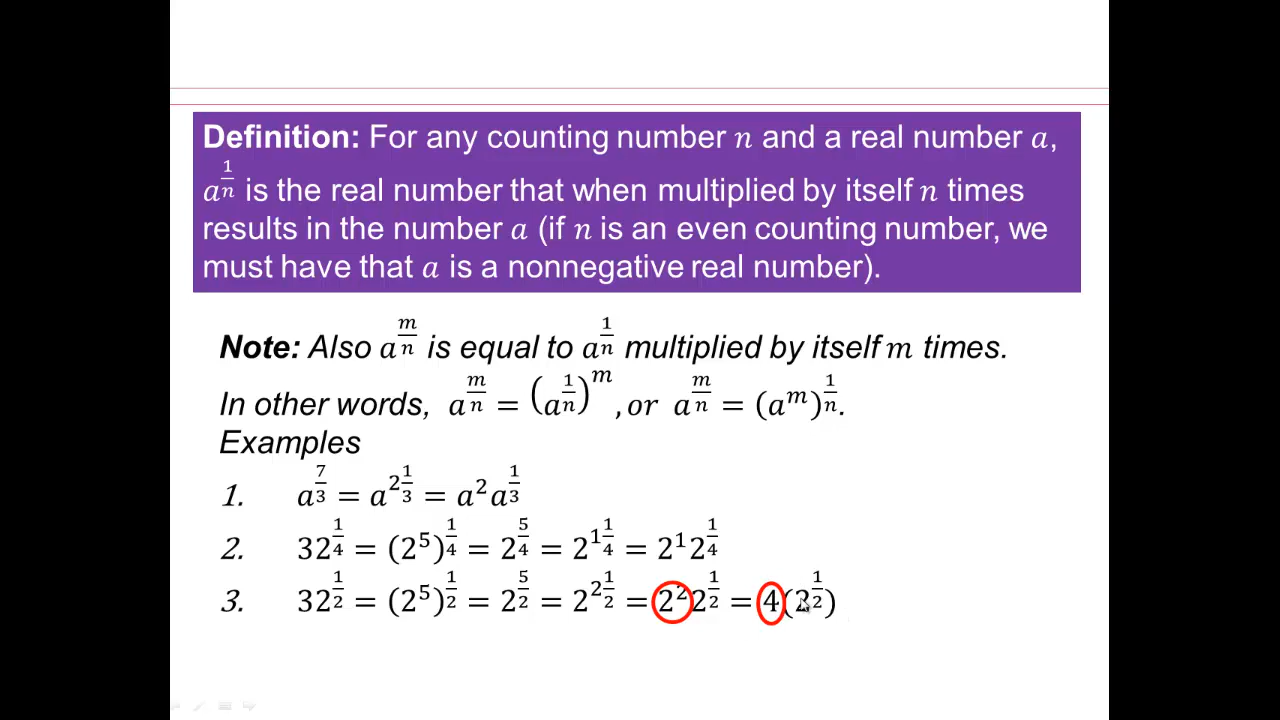 Definition: For any counting number n and a real number a,
a^(1/n) is the real number that when multiplied by itself n times
results in the number a (if n is an even counting number, we
must have that a is a nonnegative real number).
Note: Also a^(m/n) is equal to a^(1/n) multiplied by itself m times.
In other words, a^(m/n) = (a^(1/n))^m, or a^(m/n) = (a^m)^(1/n).
Examples
1. a^(7/3) = a^(2 1/3) = a^2 a^(1/3)
2. 32^(1/4) = (2^5)^(1/4) = 2^(5/4) = 2^(1 1/4) = 2^1 2^(1/4)
3. 32^(1/2) = (2^5)^(1/2) = 2^(5/2) = 2^(2 1/2) = 2^2 2^(1/2) = 4(2^(1/2))